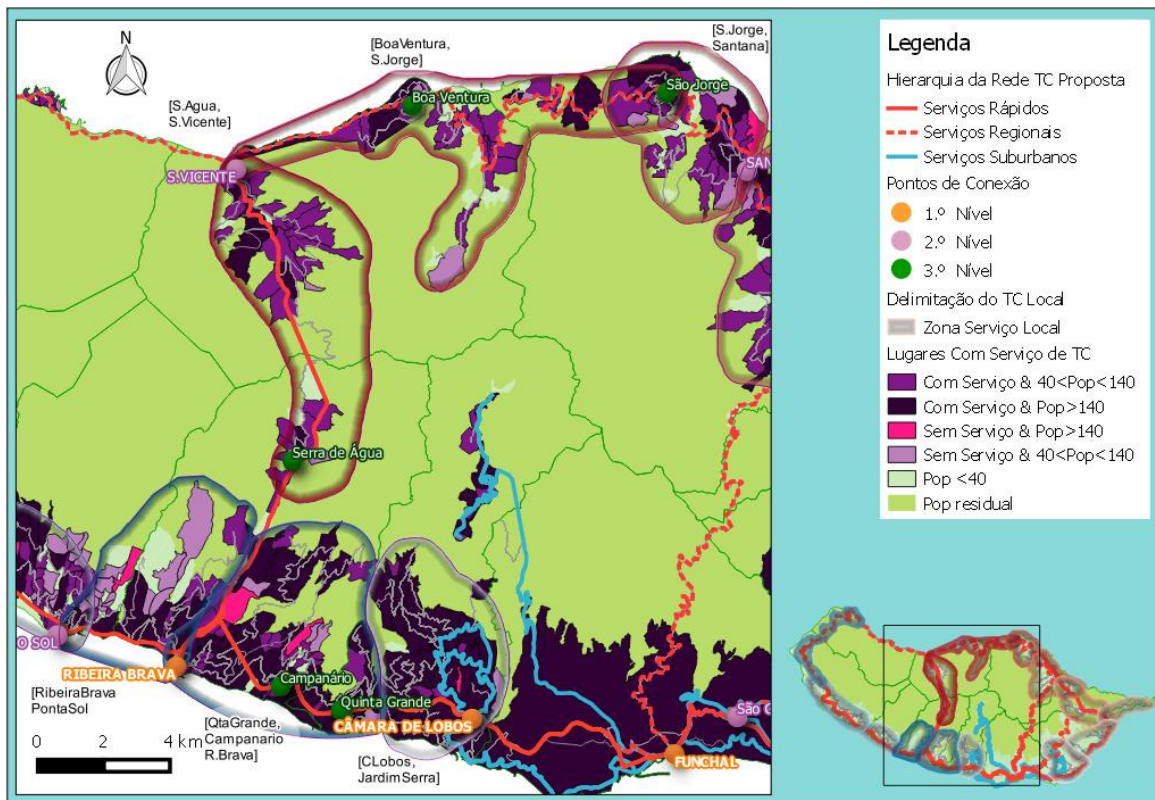 N
[BoaVentura,
S.Jorge]
[S.Jorge,
Santana]
[S.Agua,
S.Vicente]
Boa Ventura
São Jorge
S.VICENTE
SAN
Serra de Água
O SOL
RIBEIRA BRAVA
Campanário
Quinta Grande
CÂMARA DE LOBOS
São G
FUNCHAL
[RibeiraBrava
PontaSol
[QtaGrande,
Campanario
R.Brava]
[CLobos,
JardimSerra]
0 2 4 km
Legenda
Hierarquia da Rede TC Proposta
Serviços Rápidos
Serviços Regionais
Serviços Suburbanos
Pontos de Conexão
1.º Nível
2.º Nível
3.º Nível
Delimitação do TC Local
Zona Serviço Local
Lugares Com Serviço de TC
Com Serviço & 40<Pop<140
Com Serviço & Pop>140
Sem Serviço & Pop>140
Sem Serviço & 40<Pop<140
Pop <40
Pop residual